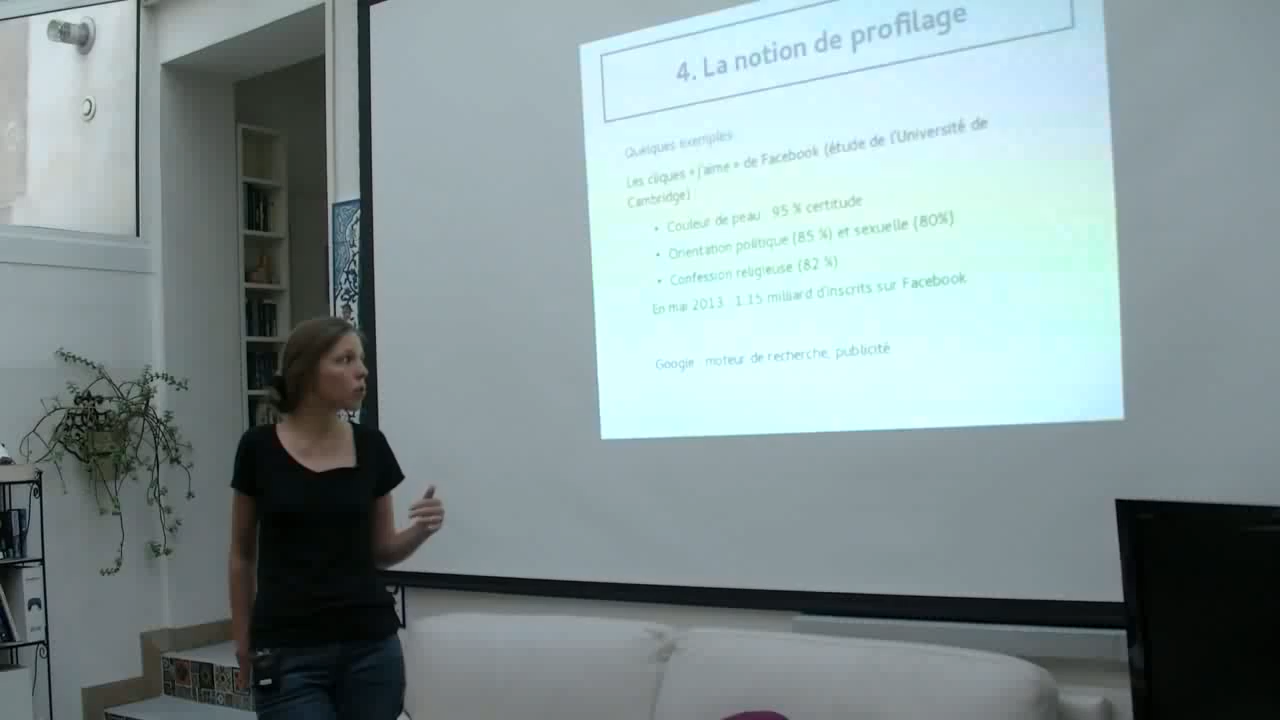 4. La notion de profilage
Quelques exemples
Les cliques « j'aime » de Facebook (étude de l'Université de
Cambridge)
• Couleur de peau : 95 % certitude
• Orientation politique (85 %) et sexuelle (80%)
• Confession religieuse (82 %)
En mai 2013 : 1.15 milliard d'inscrits sur Facebook
Google : moteur de recherche, publicité